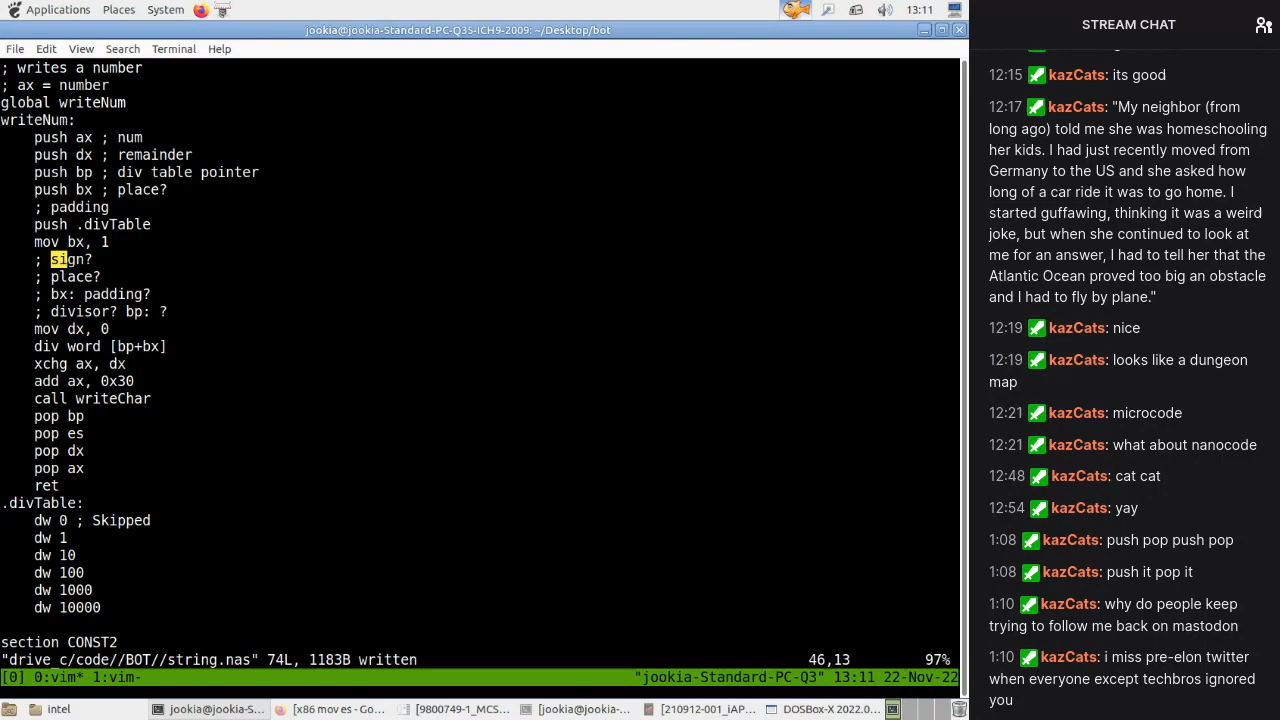 Applications Places System 13:11
jookia@jookia-Standard-PC-Q35-ICH9-2009: ~/Desktop/bot
File Edit View Search Terminal Help
; writes a number
; ax = number
global writeNum
writeNum:
push ax ; num
push dx ; remainder
push bp ; div table pointer
push bx ; place?
; padding
push .divTable
mov bx, 1
; sign?
; place?
; bx: padding?
; divisor? bp: ?
mov dx, 0
div word [bp+bx]
xchg ax, dx
add ax, 0x30
call writeChar
pop bp
pop es
pop dx
pop ax
ret
.divTable:
dw 0 ; Skipped
dw 1
dw 10
dw 100
dw 1000
dw 10000
section CONST2
"drive_c/code//BOT//string.nas" 74L, 1183B written 46,13 97%
[0] 0:vim* 1:vim- "jookia-Standard-PC-Q3" 13:11 22-Nov-22
intel jookia@jookia-S... [x86 moves - Go... [9800749-1_MCS... [jookia@jookia-... [210912-001_iAP... DOSBox-X 2022.0...
STREAM CHAT
12:15 kazCats: its good
12:17 kazCats: "My neighbor (from
long ago) told me she was homeschooling
her kids. I had just recently moved from
Germany to the US and she asked how
long of a car ride it was to go home. I
started guffawing, thinking it was a weird
joke, but when she continued to look at
me for an answer, I had to tell her that the
Atlantic Ocean proved too big an obstacle
and I had to fly by plane."
12:19 kazCats: nice
12:19 kazCats: looks like a dungeon
map
12:21 kazCats: microcode
12:21 kazCats: what about nanocode
12:48 kazCats: cat cat
12:54 kazCats: yay
1:08 kazCats: push pop push pop
1:08 kazCats: push it pop it
1:10 kazCats: why do people keep
trying to follow me back on mastodon
1:10 kazCats: i miss pre-elon twitter
when everyone except techbros ignored
you